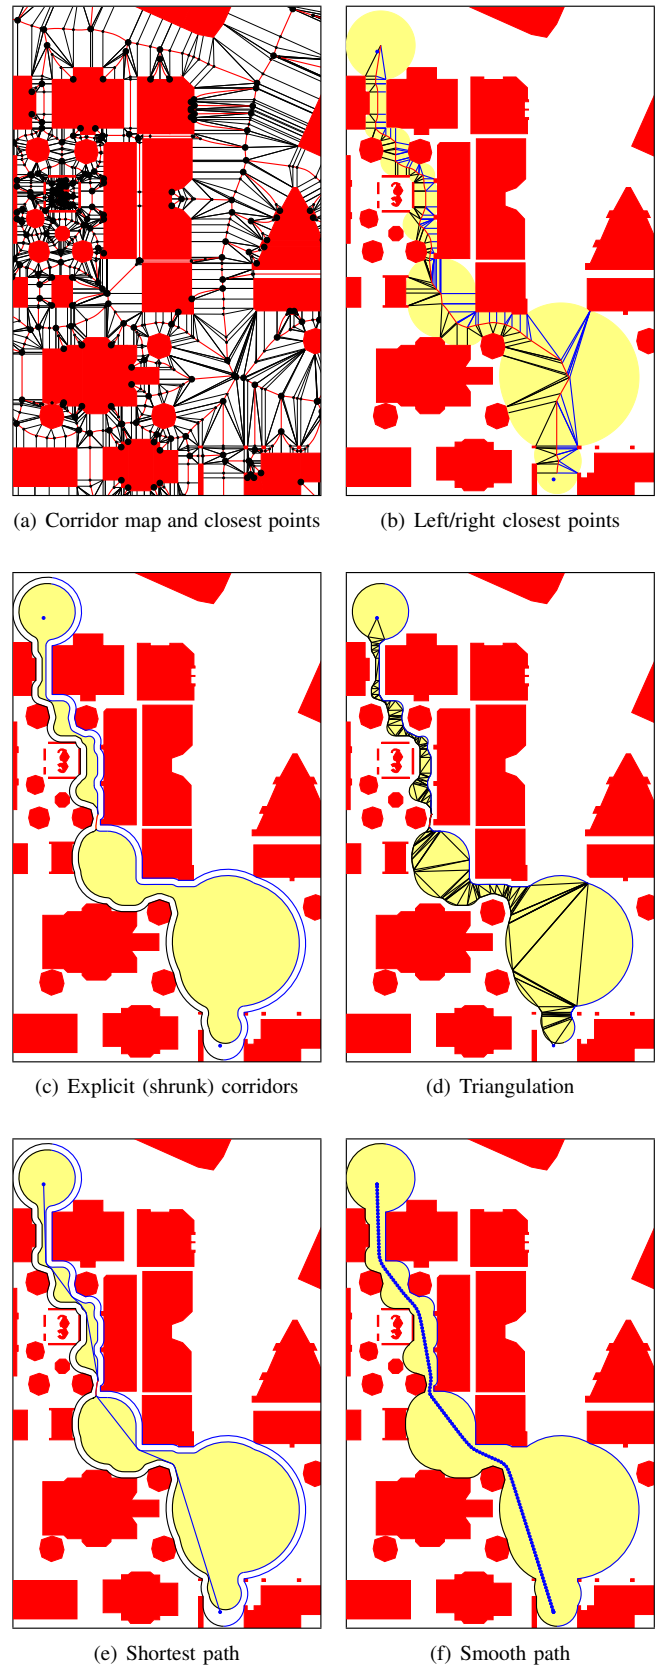 (a) Corridor map and closest points
(b) Left/right closest points
(c) Explicit (shrunk) corridors
(d) Triangulation
(e) Shortest path
(f) Smooth path